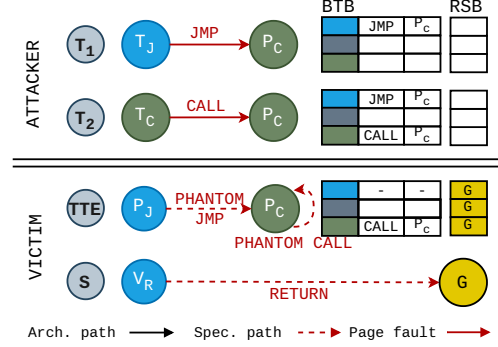 BTB RSB
ATTACKER
T1 TJ JMP PC JMP Pc
T2 TC CALL PC JMP Pc
CALL Pc
VICTIM
TTE PJ PHANTOM JMP PC - - G
G
CALL Pc G
PHANTOM CALL
S VR RETURN G
Arch. path Spec. path Page fault